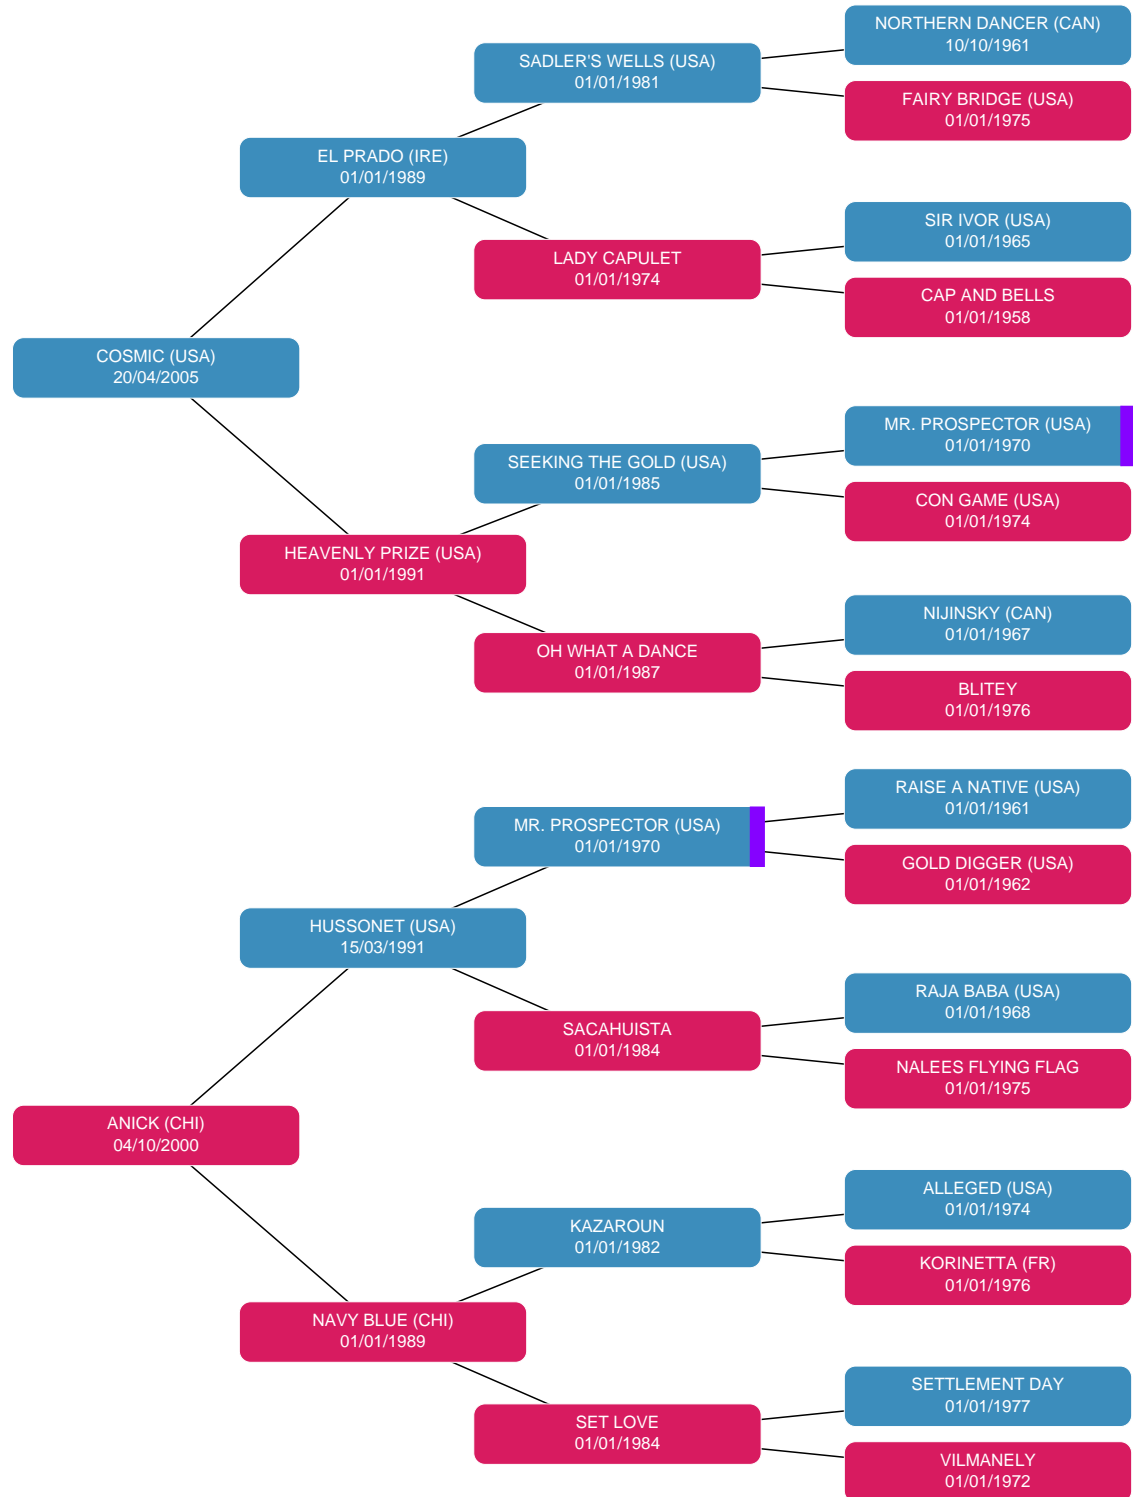 NORTHERN DANCER (CAN)
10/10/1961
SADLER'S WELLS (USA)
01/01/1981
FAIRY BRIDGE (USA)
01/01/1975
EL PRADO (IRE)
01/01/1989
SIR IVOR (USA)
01/01/1965
LADY CAPULET
01/01/1974
CAP AND BELLS
01/01/1958
COSMIC (USA)
20/04/2005
MR. PROSPECTOR (USA)
01/01/1970
SEEKING THE GOLD (USA)
01/01/1985
CON GAME (USA)
01/01/1974
HEAVENLY PRIZE (USA)
01/01/1991
NIJINSKY (CAN)
01/01/1967
OH WHAT A DANCE
01/01/1987
BLITEY
01/01/1976
RAISE A NATIVE (USA)
01/01/1961
MR. PROSPECTOR (USA)
01/01/1970
GOLD DIGGER (USA)
01/01/1962
HUSSONET (USA)
15/03/1991
RAJA BABA (USA)
01/01/1968
SACAHUISTA
01/01/1984
NALEES FLYING FLAG
01/01/1975
ANICK (CHI)
04/10/2000
ALLEGED (USA)
01/01/1974
KAZAROUN
01/01/1982
KORINETTA (FR)
01/01/1976
NAVY BLUE (CHI)
01/01/1989
SETTLEMENT DAY
01/01/1977
SET LOVE
01/01/1984
VILMANELY
01/01/1972